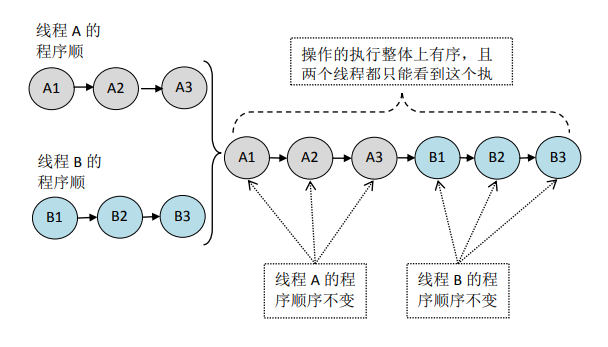 线程 A 的
程序顺
A1 A2 A3
线程 B 的
程序顺
B1 B2 B3
操作的执行整体上有序，且
两个线程都只能看到这个执
A1 A2 A3 B1 B2 B3
线程 A 的程
序顺序不变
线程 B 的程
序顺序不变